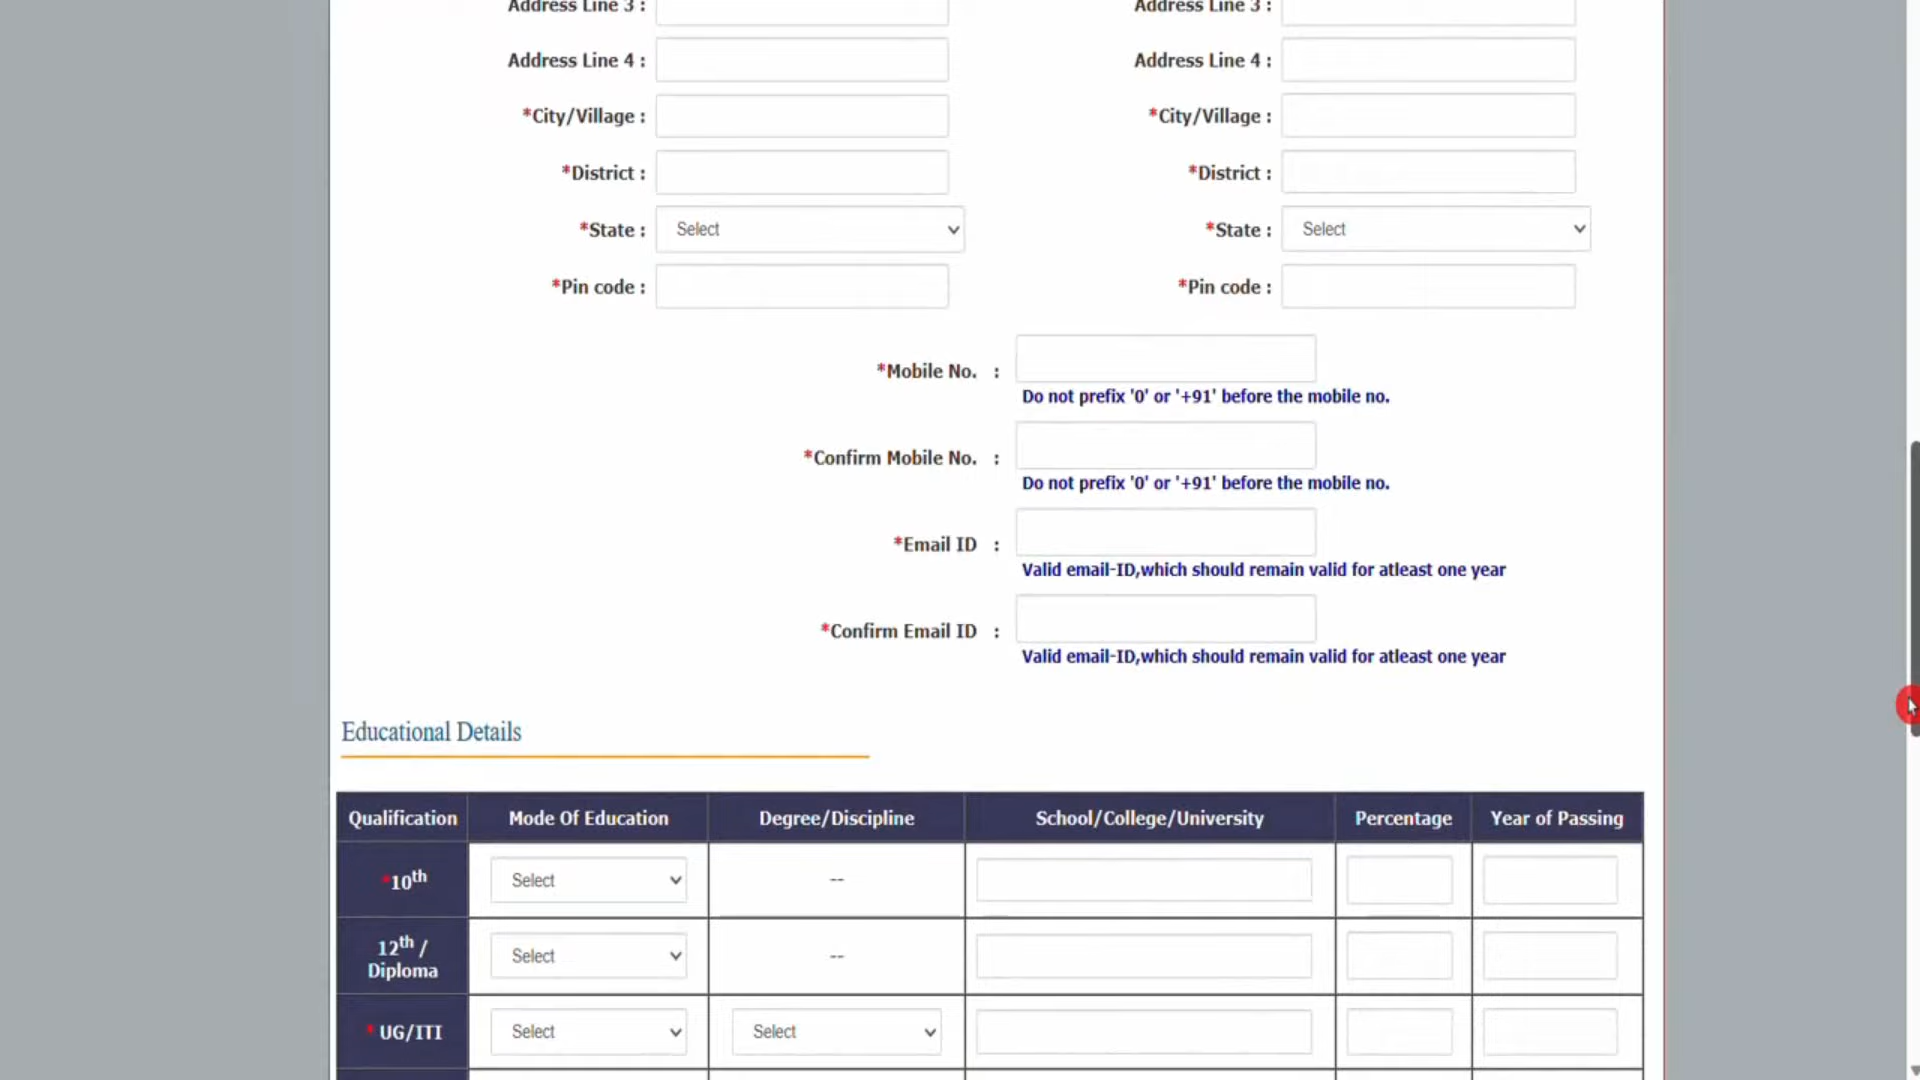 Address Line 3 : Address Line 3 :
Address Line 4 : Address Line 4 :
*City/Village : *City/Village :
*District : *District :
*State : Select *State : Select
*Pin code : *Pin code :
*Mobile No. :
Do not prefix '0' or '+91' before the mobile no.
*Confirm Mobile No. :
Do not prefix '0' or '+91' before the mobile no.
*Email ID :
Valid email-ID,which should remain valid for atleast one year
*Confirm Email ID :
Valid email-ID,which should remain valid for atleast one year
Educational Details
Qualification Mode Of Education Degree/Discipline School/College/University Percentage Year of Passing
*10th Select --
12th / Diploma Select --
* UG/ITI Select Select